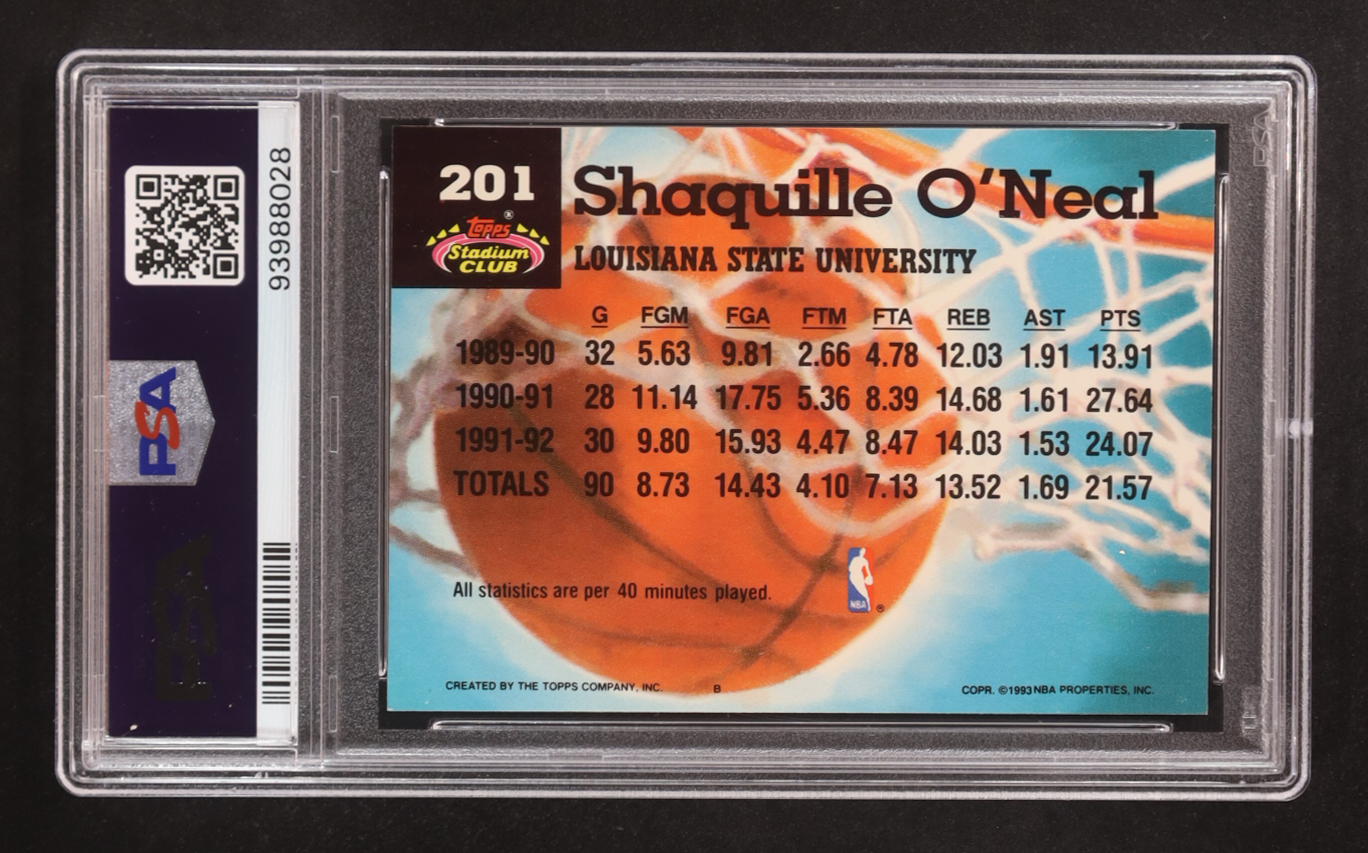 93988028
PSA
PSA
201
Topps®
Stadium
CLUB
Shaquille O'Neal
LOUISIANA STATE UNIVERSITY
G FGM FGA FTM FTA REB AST PTS
1989-90 32 5.63 9.81 2.66 4.78 12.03 1.91 13.91
1990-91 28 11.14 17.75 5.36 8.39 14.68 1.61 27.64
1991-92 30 9.80 15.93 4.47 8.47 14.03 1.53 24.07
TOTALS 90 8.73 14.43 4.10 7.13 13.52 1.69 21.57
All statistics are per 40 minutes played.
NBA ®
CREATED BY THE TOPPS COMPANY, INC. B COPR. ©1993 NBA PROPERTIES, INC.
PSA